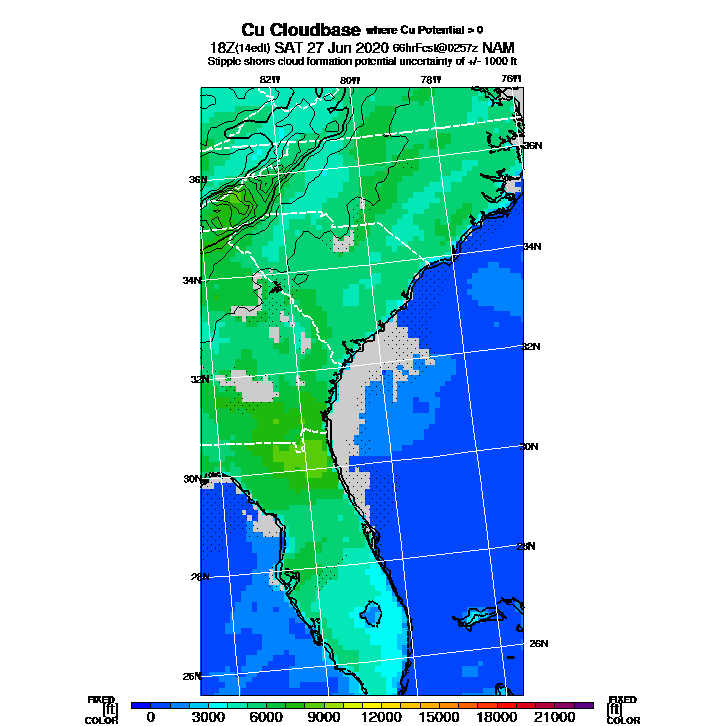 Cu Cloudbase where Cu Potential > 0
18Z(14edt) SAT 27 Jun 2020 66hrFcst@0257z NAM
Stipple shows cloud formation potential uncertainty of +/- 1000 ft
82W 80W 78W 76W
36N
36N
34N
34N
32N
32N
30N
30N
28N
28N
26N
26N
FIXED FIXED
[ft] [ft]
COLOR COLOR
0 3000 6000 9000 12000 15000 18000 21000